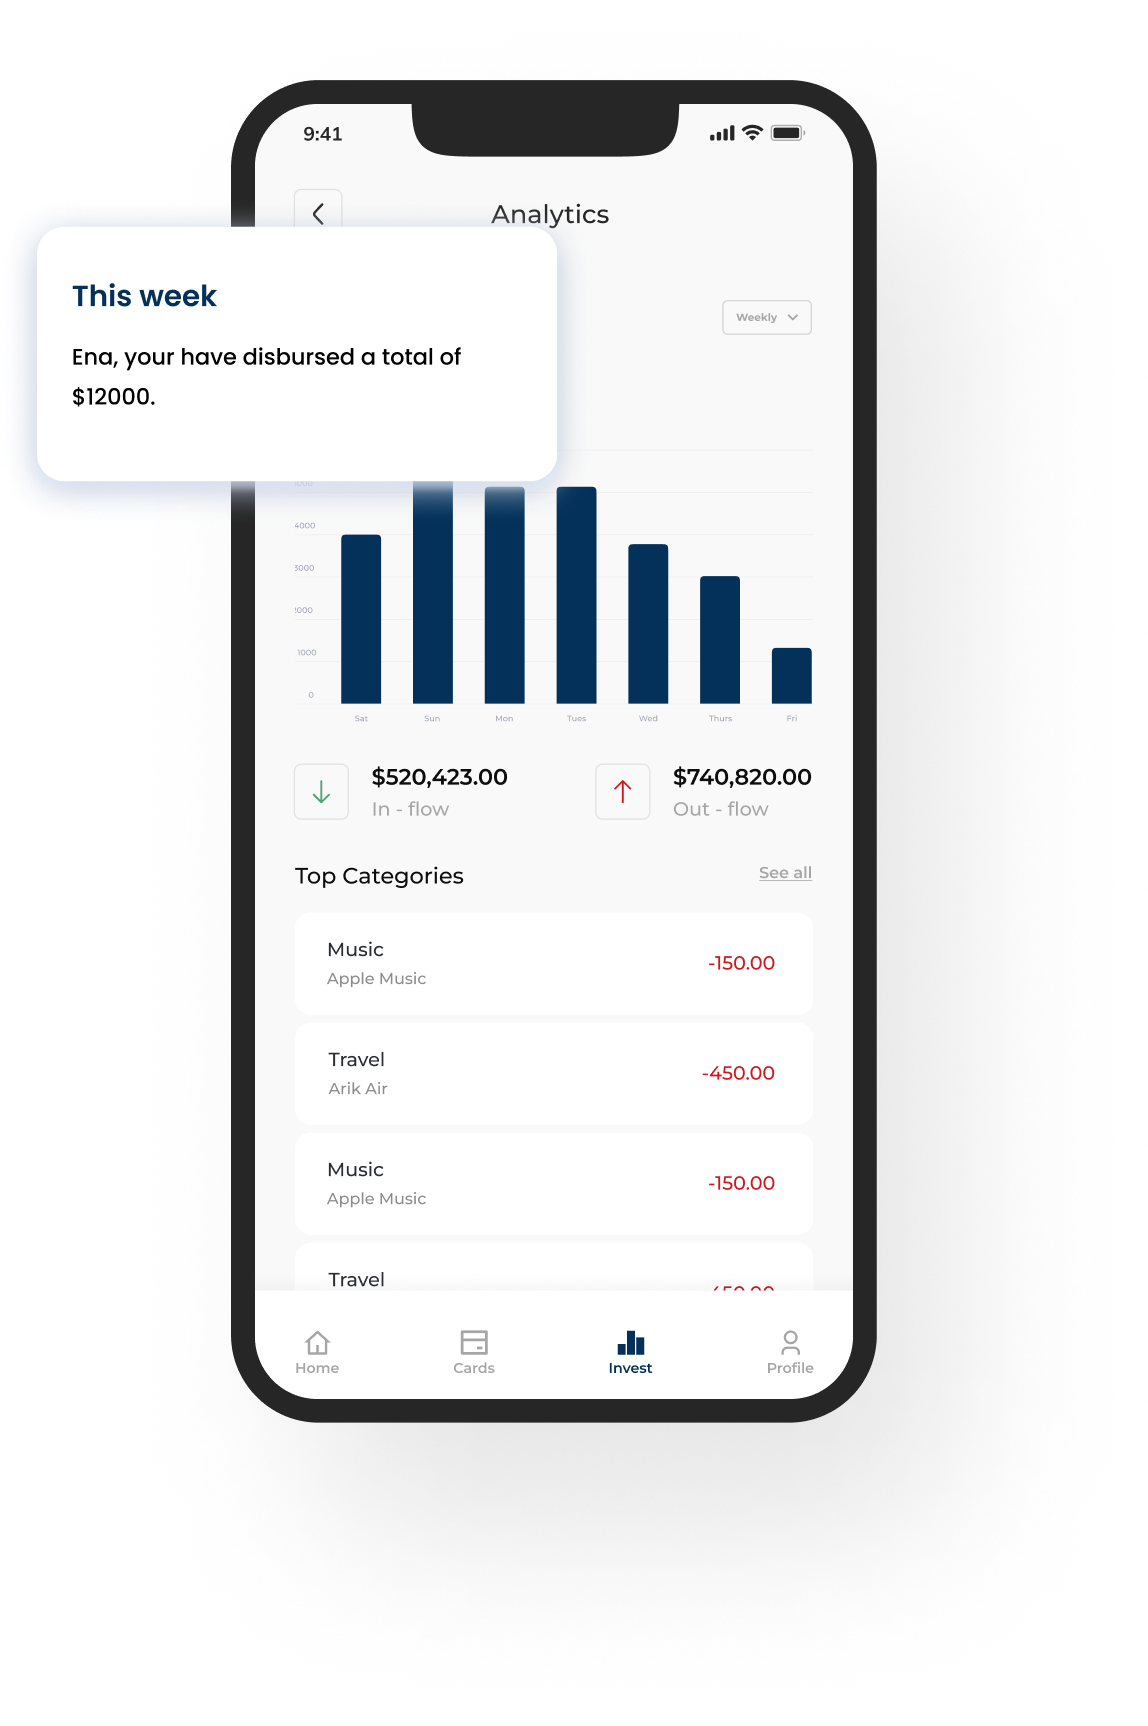 9:41
Analytics
This week
Ena, your have disbursed a total of
$12000.
Weekly
4000
1000
0
Sat Sun Mon Tues Wed Thurs Fri
$520,423.00
In - flow
$740,820.00
Out - flow
Top Categories
See all
Music
Apple Music
-150.00
Travel
Arik Air
-450.00
Music
Apple Music
-150.00
Travel
Home
Cards
Invest
Profile